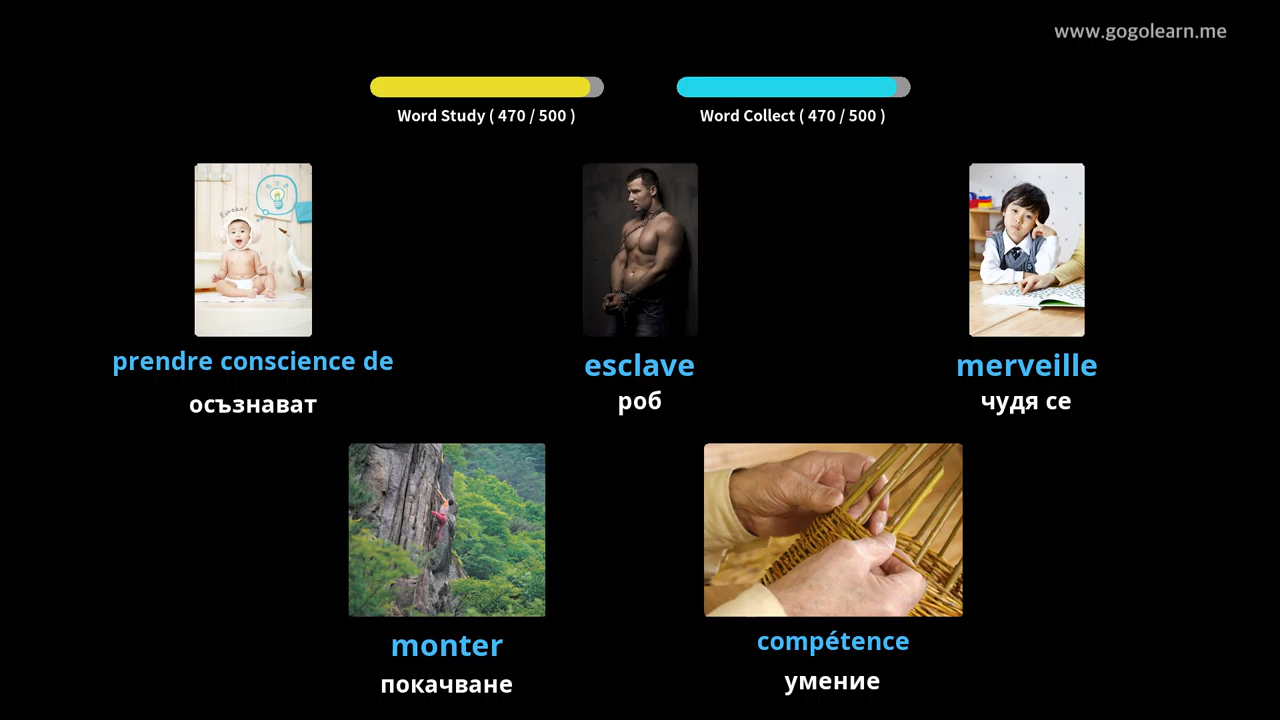 www.gogolearn.me
Word Study ( 470 / 500 )
Word Collect ( 470 / 500 )
Eureka!
prendre conscience de
осъзнават
esclave
роб
merveille
чудя се
monter
покачване
compétence
умение